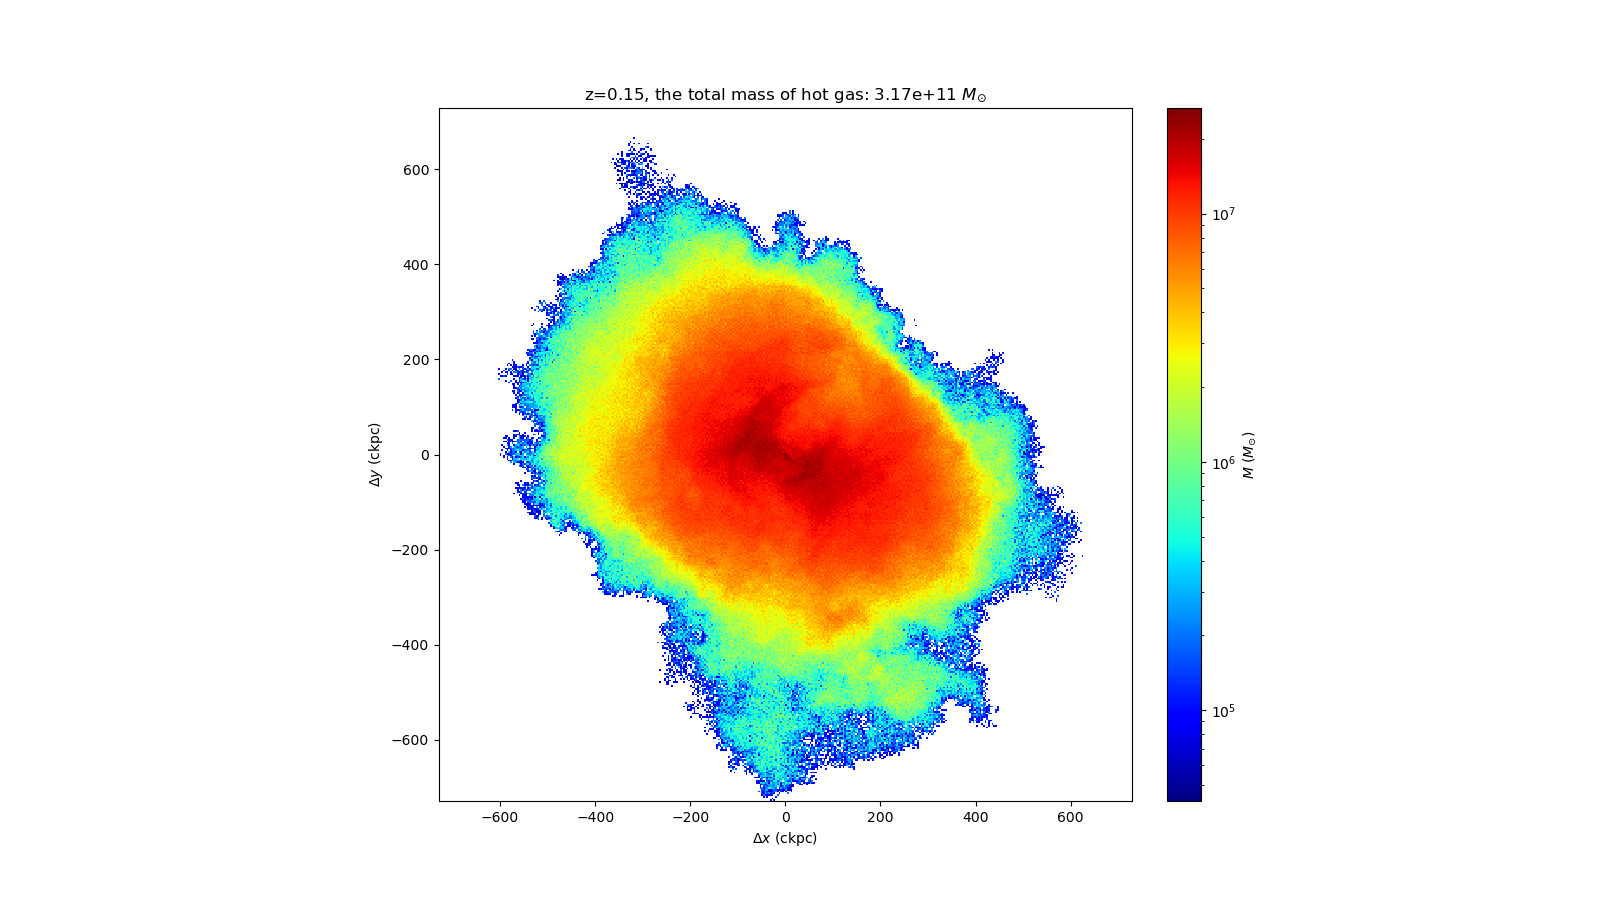 z=0.15, the total mass of hot gas: 3.17e+11 M⊙
600
400
200
0
−200
−400
−600
Δy (ckpc)
−600 −400 −200 0 200 400 600
Δx (ckpc)
10⁷
10⁶
10⁵
M (M⊙)